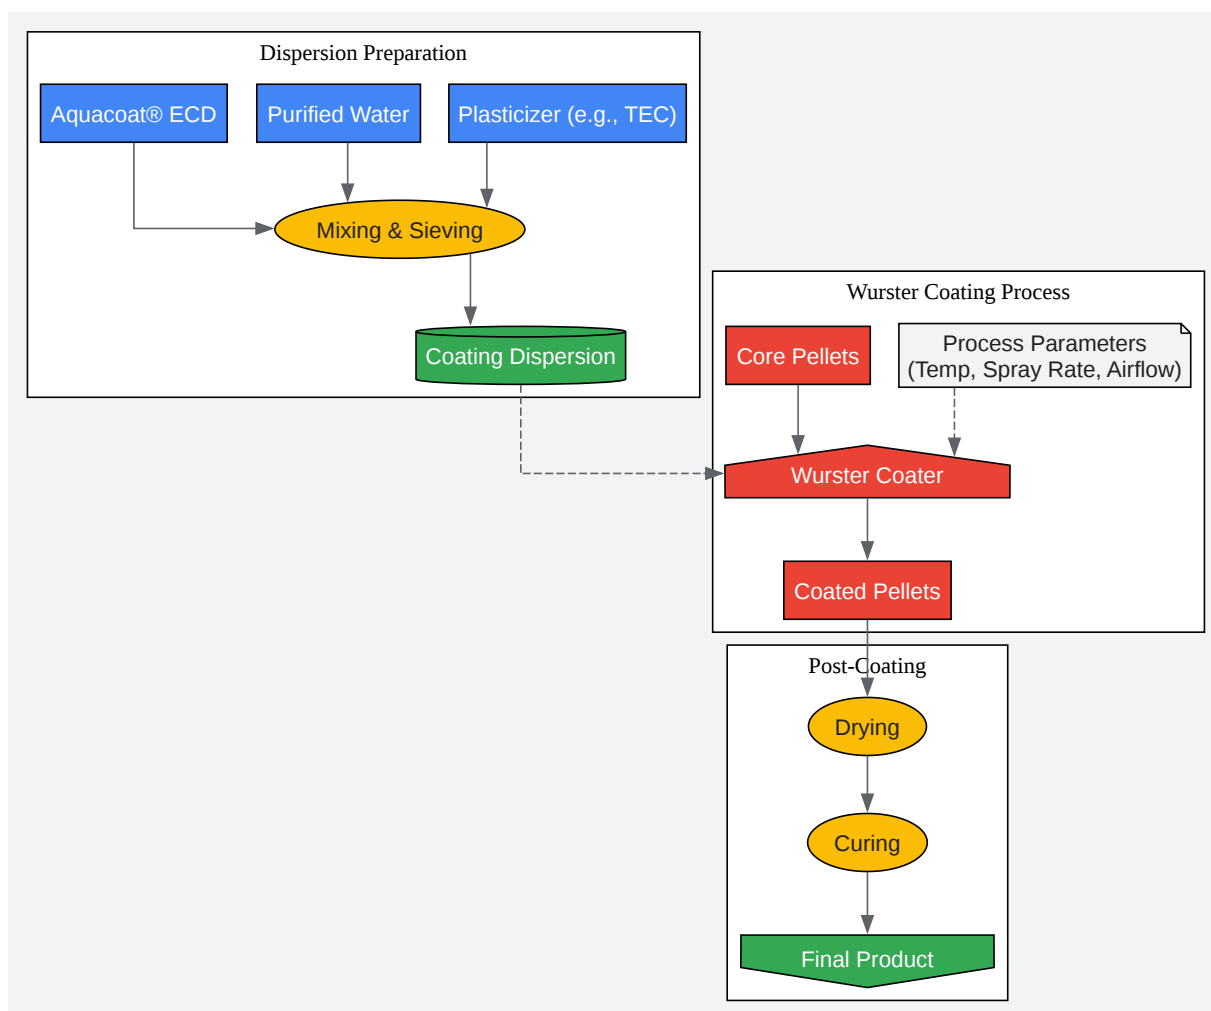 Dispersion Preparation
Aquacoat® ECD
Purified Water
Plasticizer (e.g., TEC)
Mixing & Sieving
Coating Dispersion
Wurster Coating Process
Core Pellets
Process Parameters
(Temp, Spray Rate, Airflow)
Wurster Coater
Coated Pellets
Post-Coating
Drying
Curing
Final Product